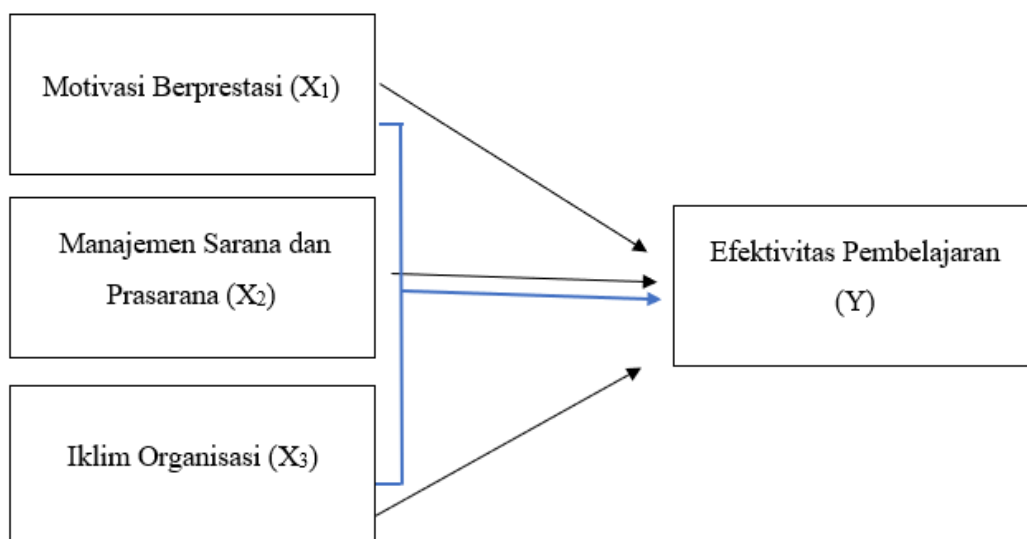 Motivasi Berprestasi (X₁)
Manajemen Sarana dan
Prasarana (X₂)
Iklim Organisasi (X₃)
Efektivitas Pembelajaran
(Y)